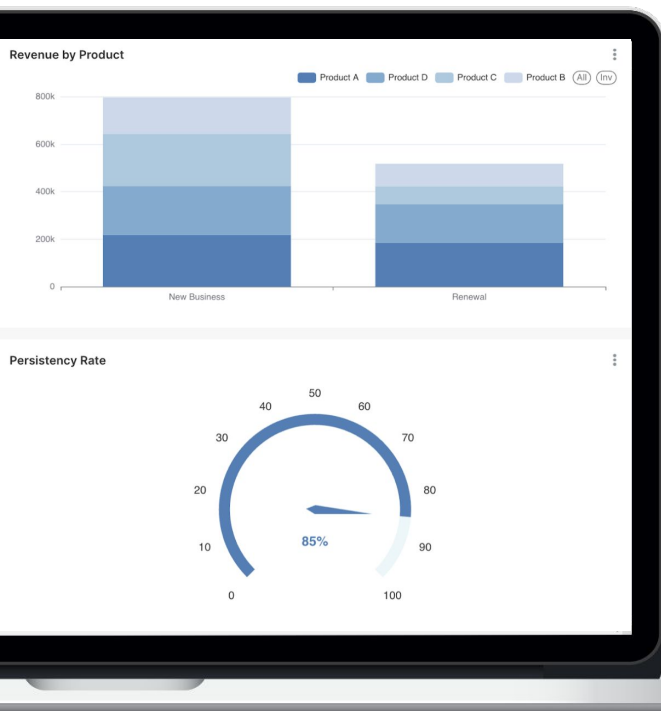 Revenue by Product
Product A Product D Product C Product B All Inv
800k
600k
400k
200k
0
New Business Renewal
Persistency Rate
50
40 60
30 70
20 80
85%
10 90
0 100